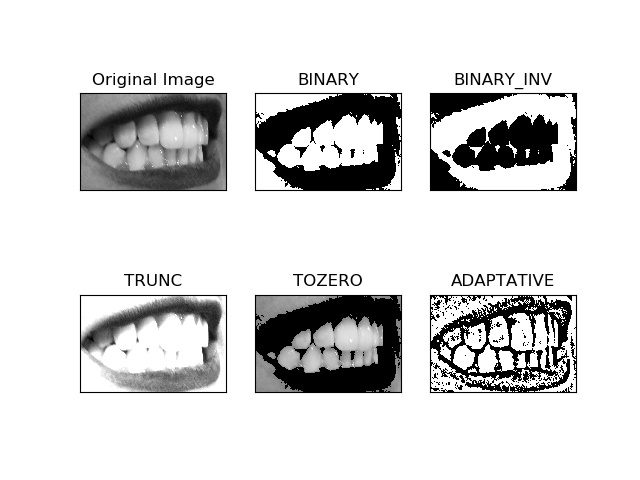 Original Image
BINARY
BINARY_INV
TRUNC
TOZERO
ADAPTATIVE